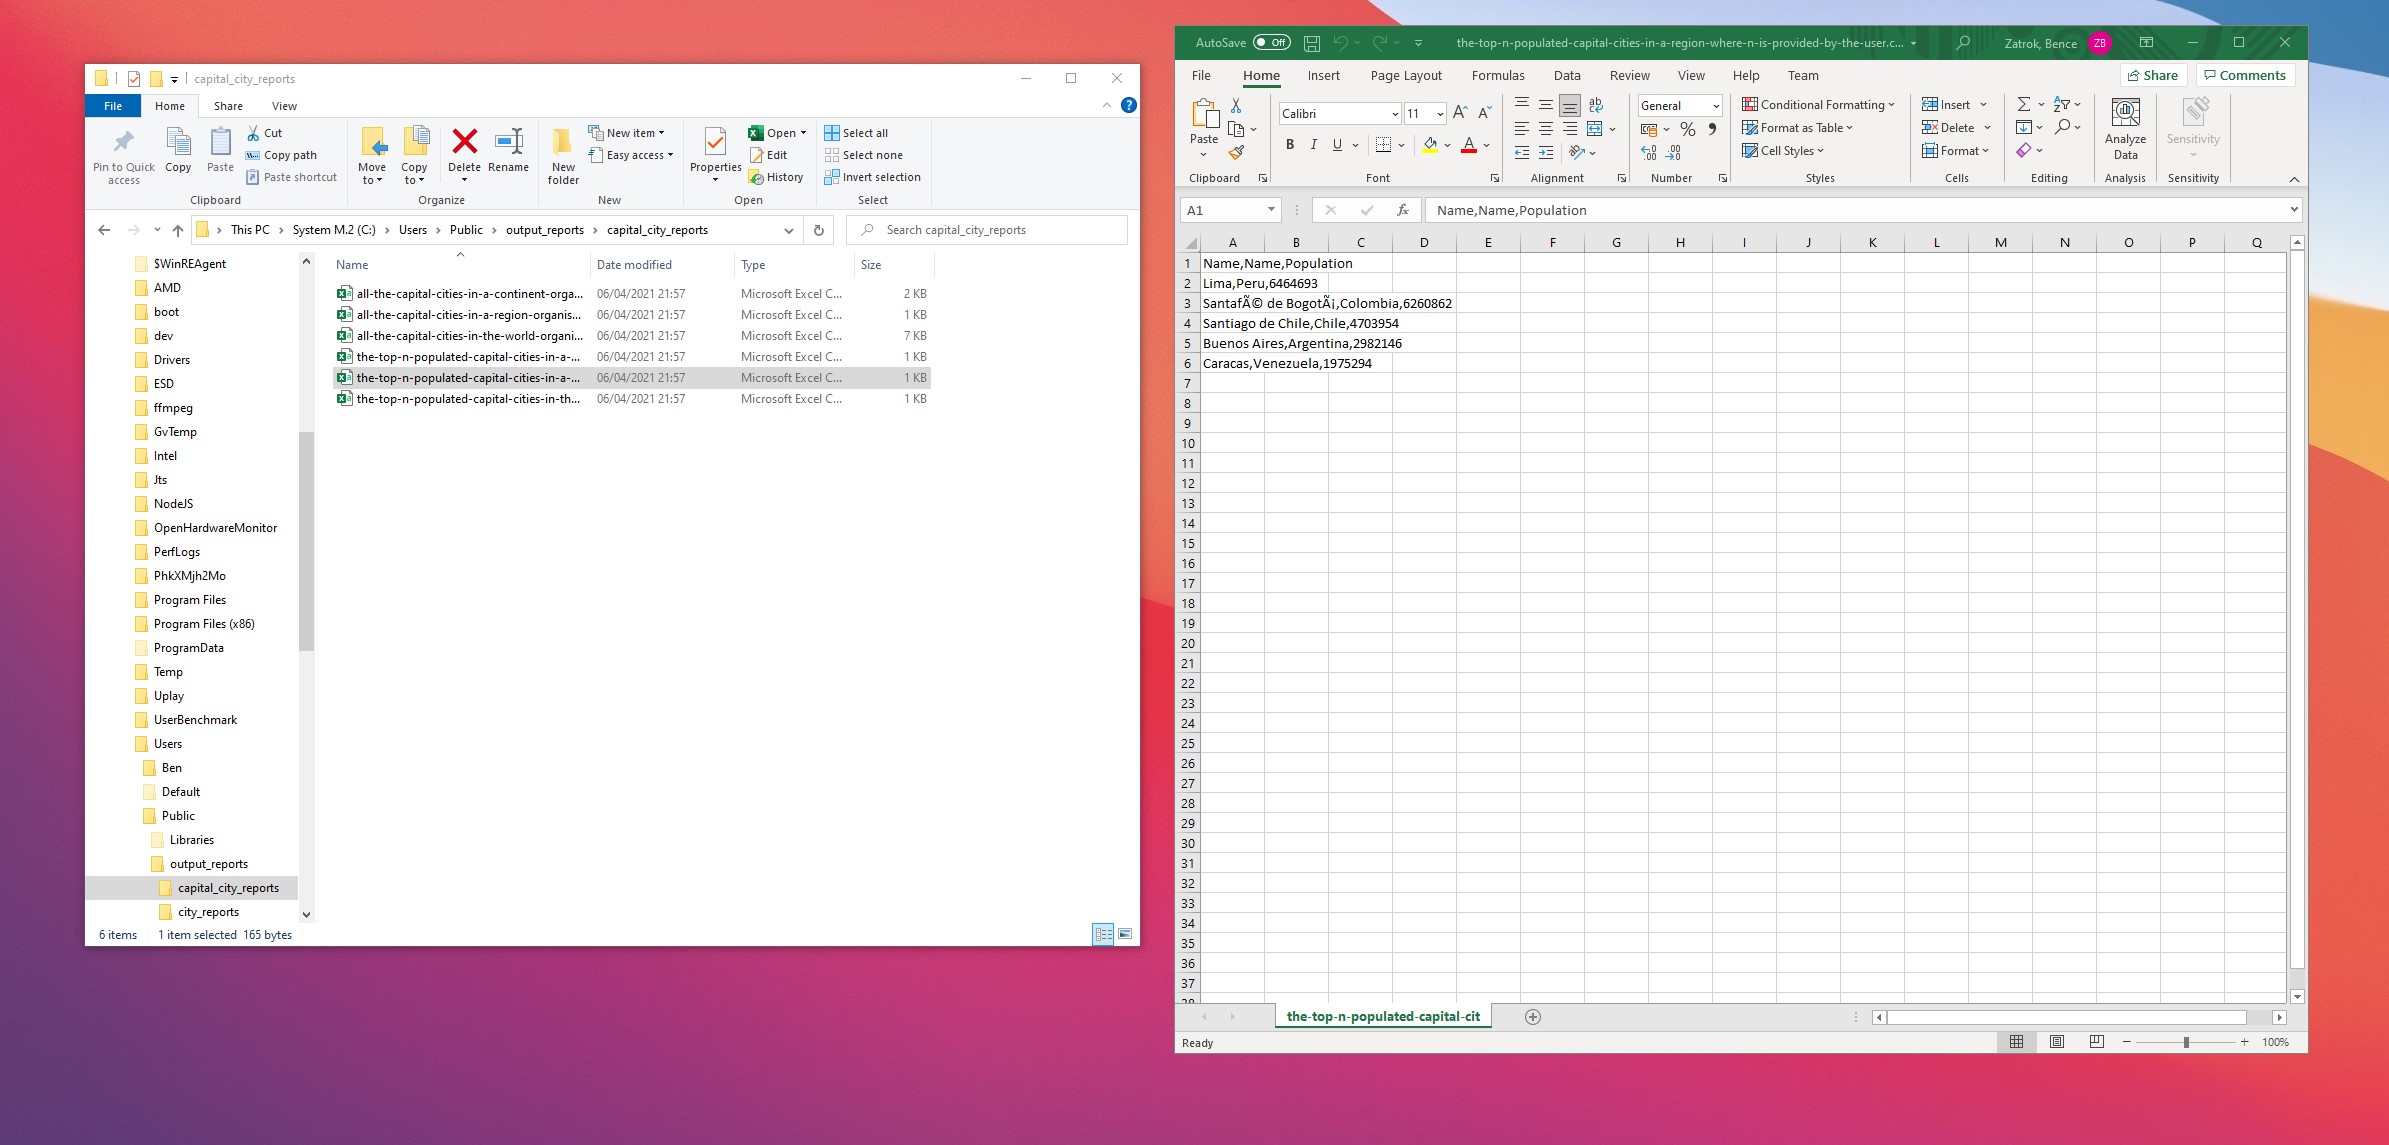 capital_city_reports
File Home Share View
Pin to Quick access
Copy
Paste
Cut
Copy path
Paste shortcut
Clipboard
Move to
Copy to
Delete
Rename
Organize
New folder
New item
Easy access
New
Properties
Open
Edit
History
Open
Select all
Select none
Invert selection
Select
This PC > System M.2 (C:) > Users > Public > output_reports > capital_city_reports
Search capital_city_reports
$WinREAgent
AMD
boot
dev
Drivers
ESD
ffmpeg
GvTemp
Intel
Jts
NodeJS
OpenHardwareMonitor
PerfLogs
PhkXMjh2Mo
Program Files
Program Files (x86)
ProgramData
Temp
Uplay
UserBenchmark
Users
Ben
Default
Public
Libraries
output_reports
capital_city_reports
city_reports
Name Date modified Type Size
all-the-capital-cities-in-a-continent-orga... 06/04/2021 21:57 Microsoft Excel C... 2 KB
all-the-capital-cities-in-a-region-organis... 06/04/2021 21:57 Microsoft Excel C... 1 KB
all-the-capital-cities-in-the-world-organi... 06/04/2021 21:57 Microsoft Excel C... 7 KB
the-top-n-populated-capital-cities-in-a-... 06/04/2021 21:57 Microsoft Excel C... 1 KB
the-top-n-populated-capital-cities-in-a-... 06/04/2021 21:57 Microsoft Excel C... 1 KB
the-top-n-populated-capital-cities-in-th... 06/04/2021 21:57 Microsoft Excel C... 1 KB
6 items 1 item selected 165 bytes
AutoSave Off the-top-n-populated-capital-cities-in-a-region-where-n-is-provided-by-the-user.c... Zatrok, Bence ZB
File Home Insert Page Layout Formulas Data Review View Help Team Share Comments
Paste
Clipboard
Calibri 11
B I U
Font
ab
Alignment
General
%
Number
Conditional Formatting
Format as Table
Cell Styles
Styles
Insert
Delete
Format
Cells
Editing
Analyze Data
Analysis
Sensitivity
Sensitivity
A1 fx Name,Name,Population
A B C D E F G H I J K L M N O P Q
1 Name,Name,Population
2 Lima,Peru,6464693
3 SantafÃ© de BogotÃ¡,Colombia,6260862
4 Santiago de Chile,Chile,4703954
5 Buenos Aires,Argentina,2982146
6 Caracas,Venezuela,1975294
7
8
9
10
11
12
13
14
15
16
17
18
19
20
21
22
23
24
25
26
27
28
29
30
31
32
33
34
35
36
37
the-top-n-populated-capital-cit
Ready 100%